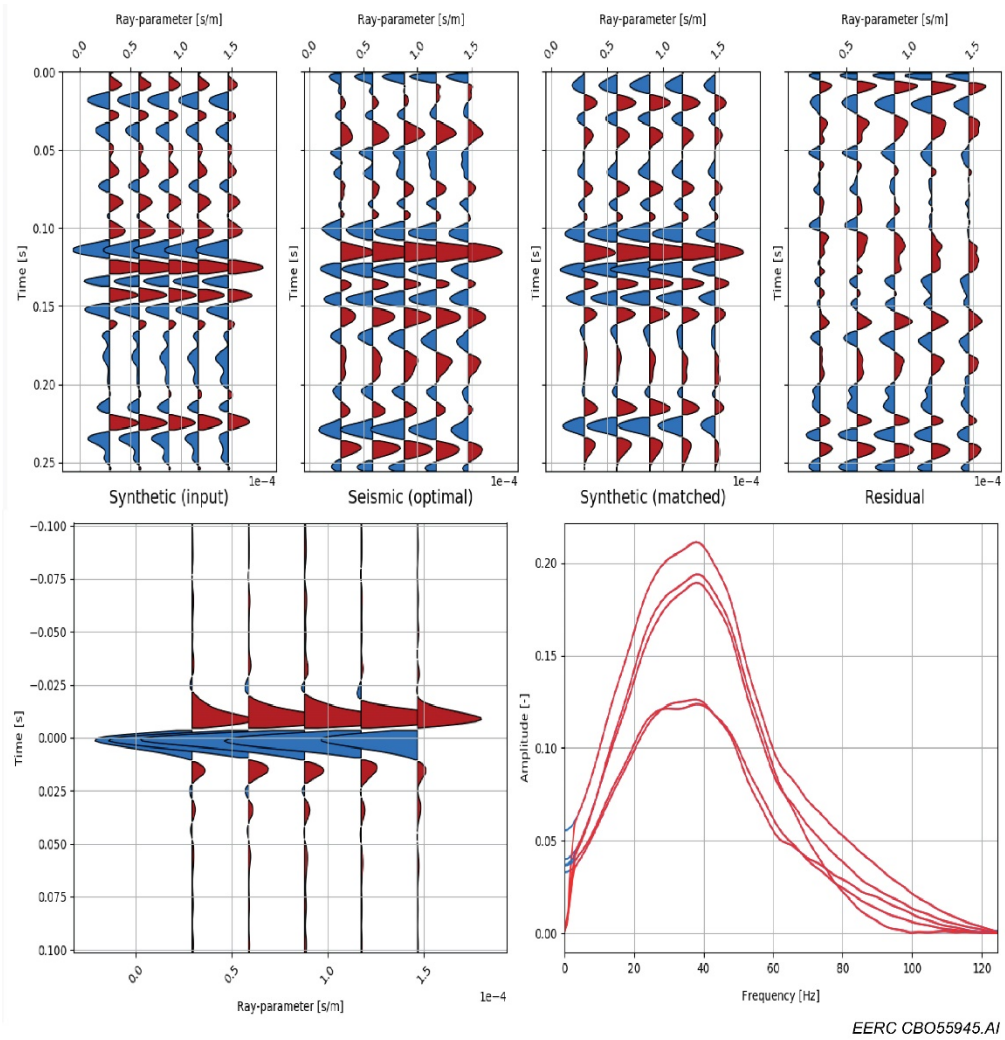 Ray-parameter [s/m] Ray-parameter [s/m] Ray-parameter [s/m] Ray-parameter [s/m]
0.0 0.5 1.0 1.5 0.0 0.5 1.0 1.5 0.0 0.5 1.0 1.5 0.5 1.0 1.5
0.00
0.05
0.10
0.15
0.20
0.25
Time [s] Time [s] Time [s] Time [s]
1e−4 1e−4 1e−4 1e−4
Synthetic (input) Seismic (optimal) Synthetic (matched) Residual
−0.100
−0.075
−0.050
−0.025
0.000
0.025
0.050
0.075
0.100
Time [s]
0.0 0.5 1.0 1.5
1e−4
Ray-parameter [s/m]
0.20
0.15
0.10
0.05
0.00
Amplitude [-]
0 20 40 60 80 100 120
Frequency [Hz]
EERC CBO55945.AI